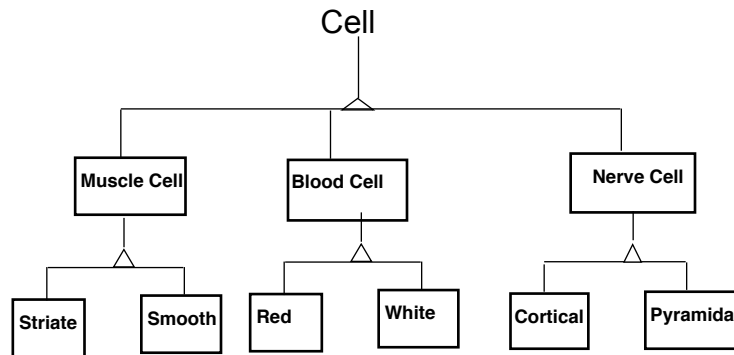 Cell
Muscle Cell
Blood Cell
Nerve Cell
Striate
Smooth
Red
White
Cortical
Pyramida